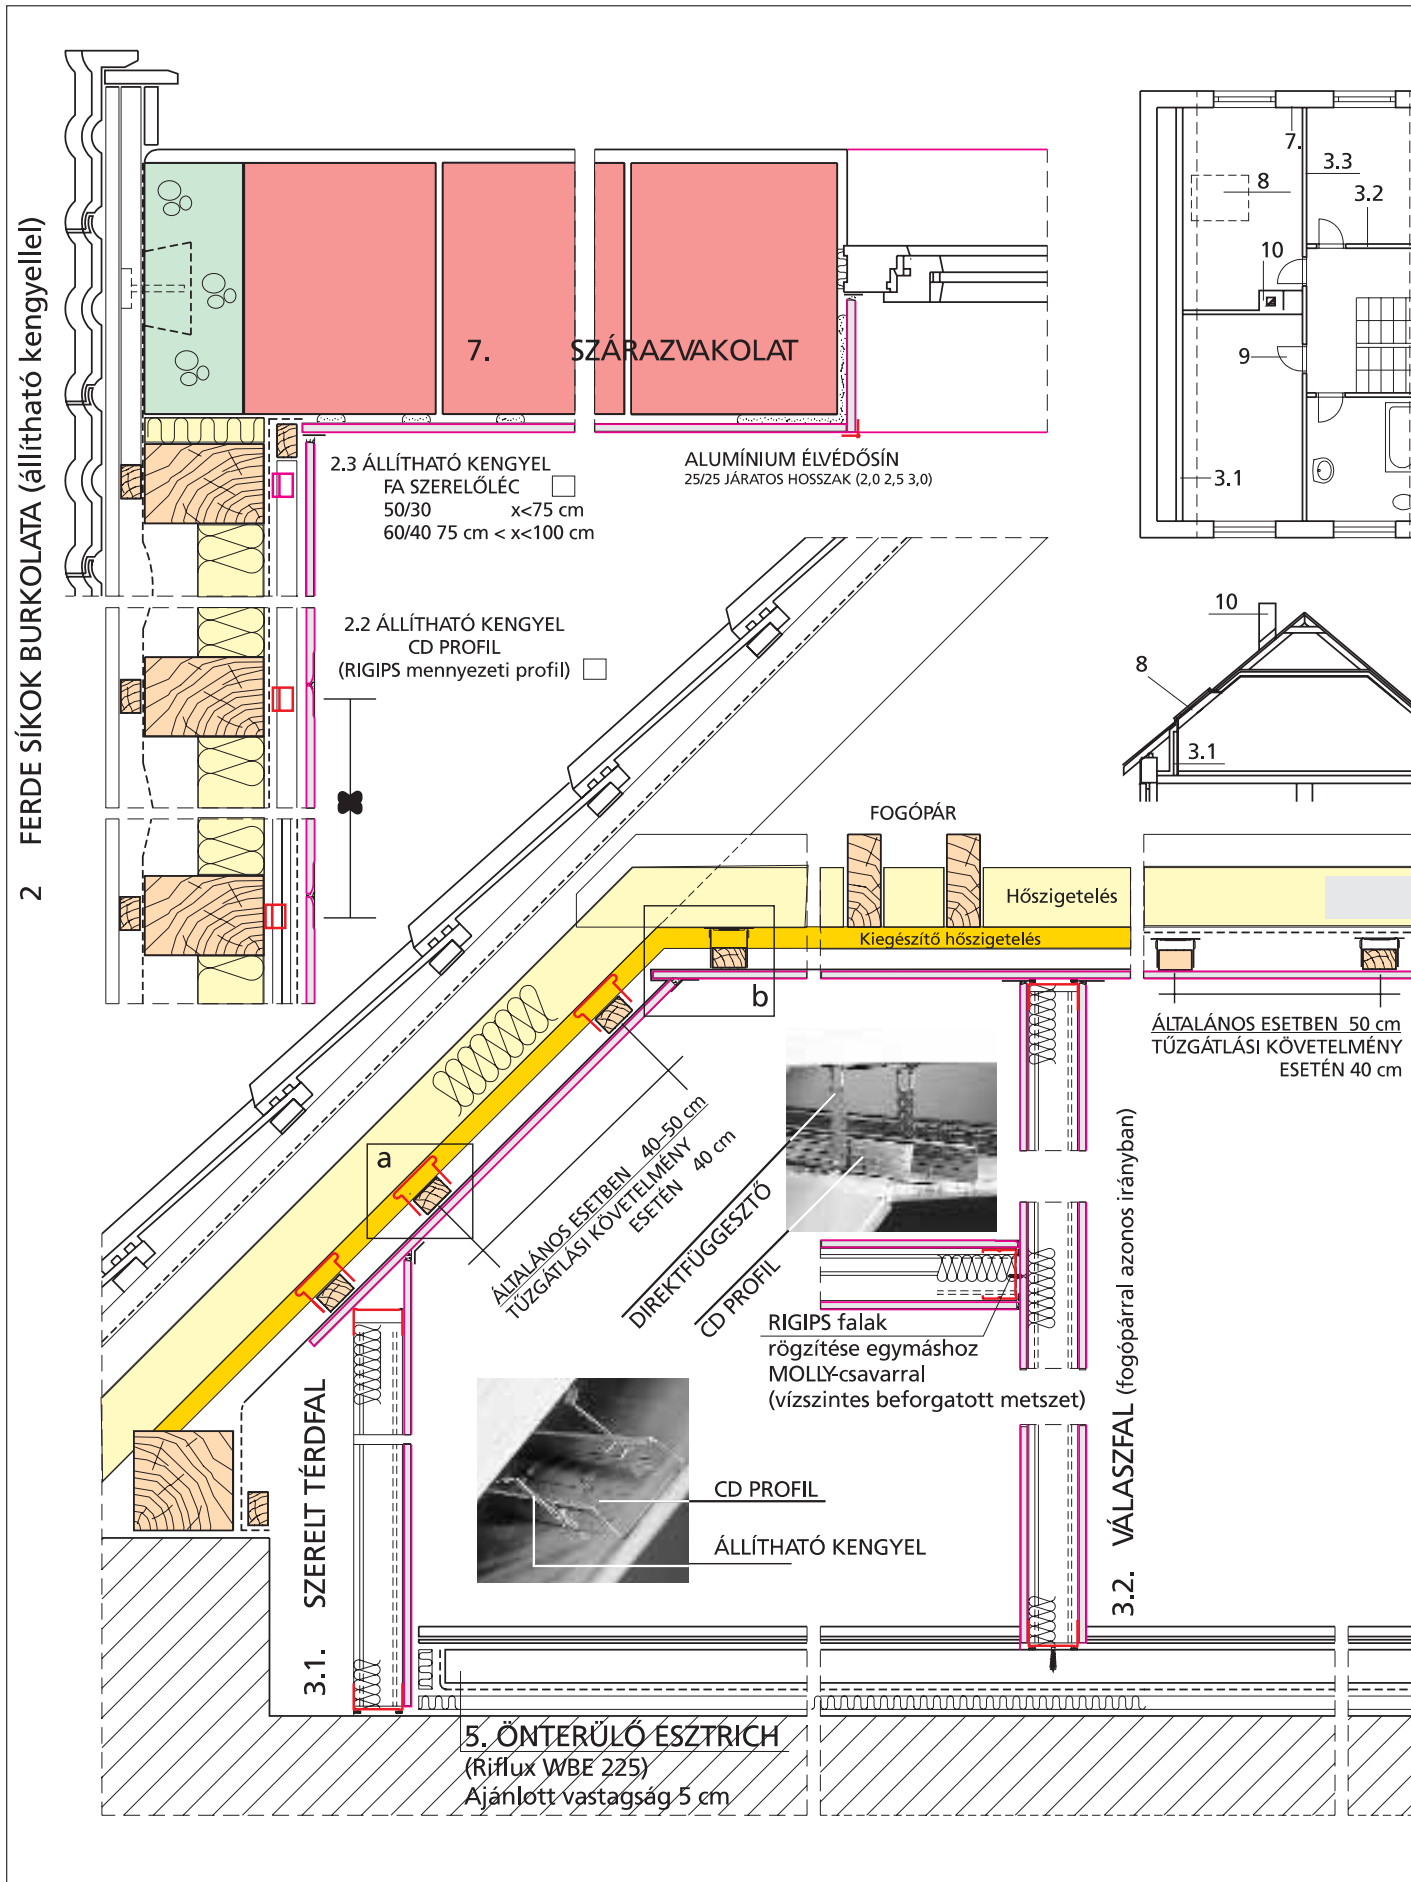 2 FERDE SÍKOK BURKOLATA (állítható kengyellel)
7. SZÁRAZVAKOLAT
2.3 ÁLLÍTHATÓ KENGYEL
FA SZERELŐLÉC
50/30 x<75 cm
60/40 75 cm < x<100 cm
ALUMÍNIUM ÉLVÉDŐSÍN
25/25 JÁRATOS HOSSZAK (2,0 2,5 3,0)
2.2 ÁLLÍTHATÓ KENGYEL
CD PROFIL
(RIGIPS mennyezeti profil)
7.
3.3
8
3.2
10
9
3.1
10
8
3.1
FOGÓPÁR
Hőszigetelés
Kiegészítő hőszigetelés
b
a
ÁLTALÁNOS ESETBEN 50 cm
TŰZGÁTLÁSI KÖVETELMÉNY
ESETÉN 40 cm
ÁLTALÁNOS ESETBEN 40–50 cm
TŰZGÁTLÁSI KÖVETELMÉNY
ESETÉN 40 cm
DIREKTFÜGGESZTŐ
CD PROFIL
RIGIPS falak
rögzítése egymáshoz
MOLLY-csavarral
(vízszintes beforgatott metszet)
3.1. SZERELT TÉRDFAL
CD PROFIL
ÁLLÍTHATÓ KENGYEL
3.2. VÁLASZFAL (fogópárral azonos irányban)
5. ÖNTERÜLŐ ESZTRICH
(Riflux WBE 225)
Ajánlott vastagság 5 cm